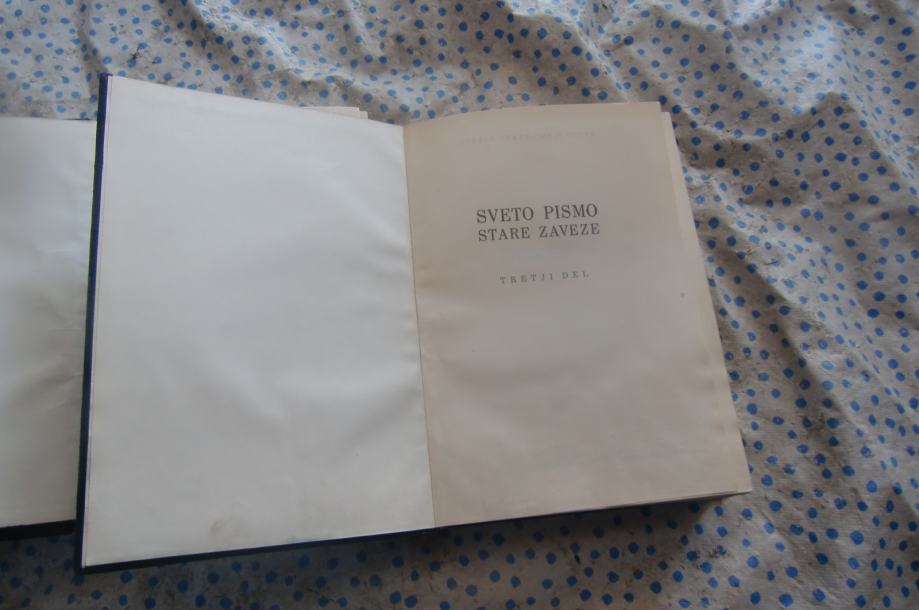 SVETO PISMO
STARE ZAVEZE
TRETJI DEL